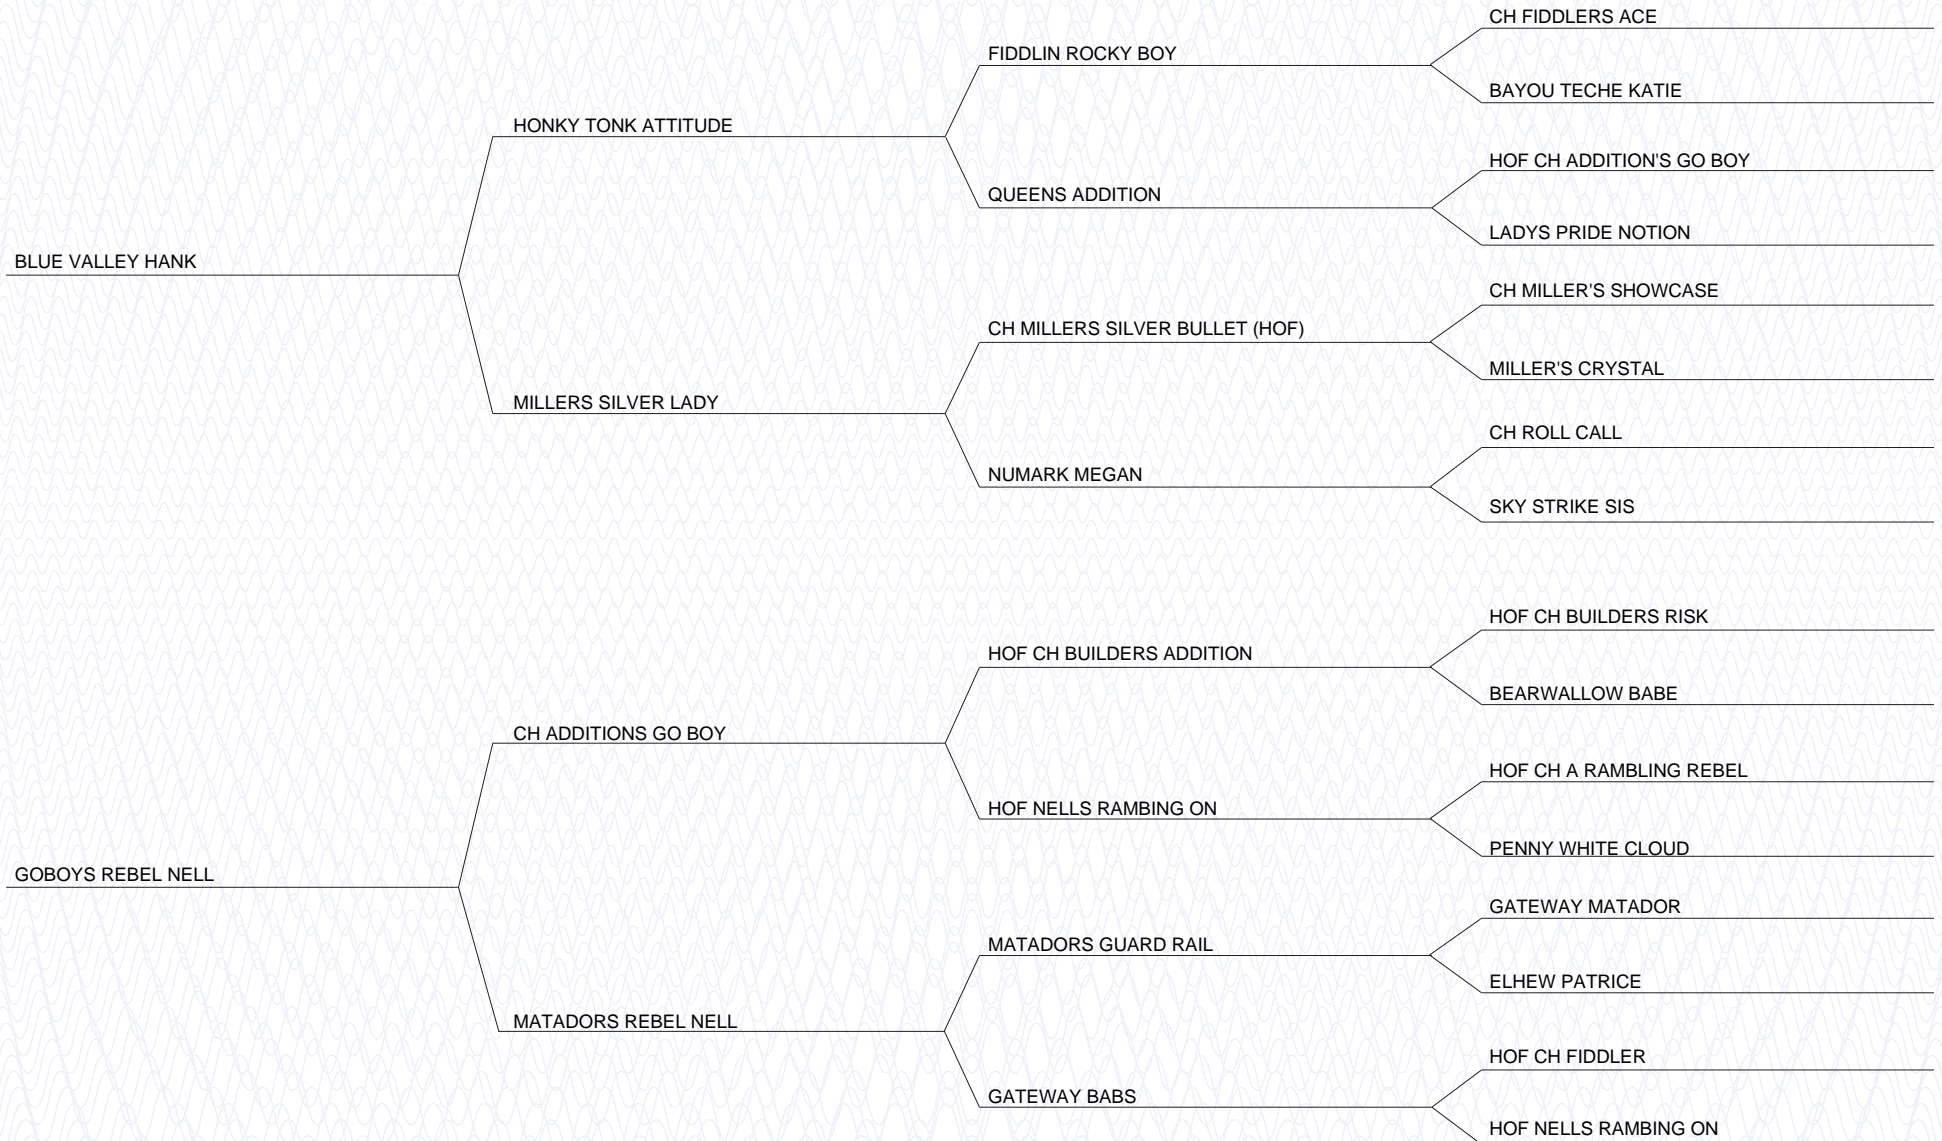 CH FIDDLERS ACE
FIDDLIN ROCKY BOY
BAYOU TECHE KATIE
HONKY TONK ATTITUDE
HOF CH ADDITION'S GO BOY
QUEENS ADDITION
LADYS PRIDE NOTION
BLUE VALLEY HANK
CH MILLER'S SHOWCASE
CH MILLERS SILVER BULLET (HOF)
MILLER'S CRYSTAL
MILLERS SILVER LADY
CH ROLL CALL
NUMARK MEGAN
SKY STRIKE SIS
HOF CH BUILDERS RISK
HOF CH BUILDERS ADDITION
BEARWALLOW BABE
CH ADDITIONS GO BOY
HOF CH A RAMBLING REBEL
HOF NELLS RAMBING ON
PENNY WHITE CLOUD
GOBOYS REBEL NELL
GATEWAY MATADOR
MATADORS GUARD RAIL
ELHEW PATRICE
MATADORS REBEL NELL
HOF CH FIDDLER
GATEWAY BABS
HOF NELLS RAMBING ON